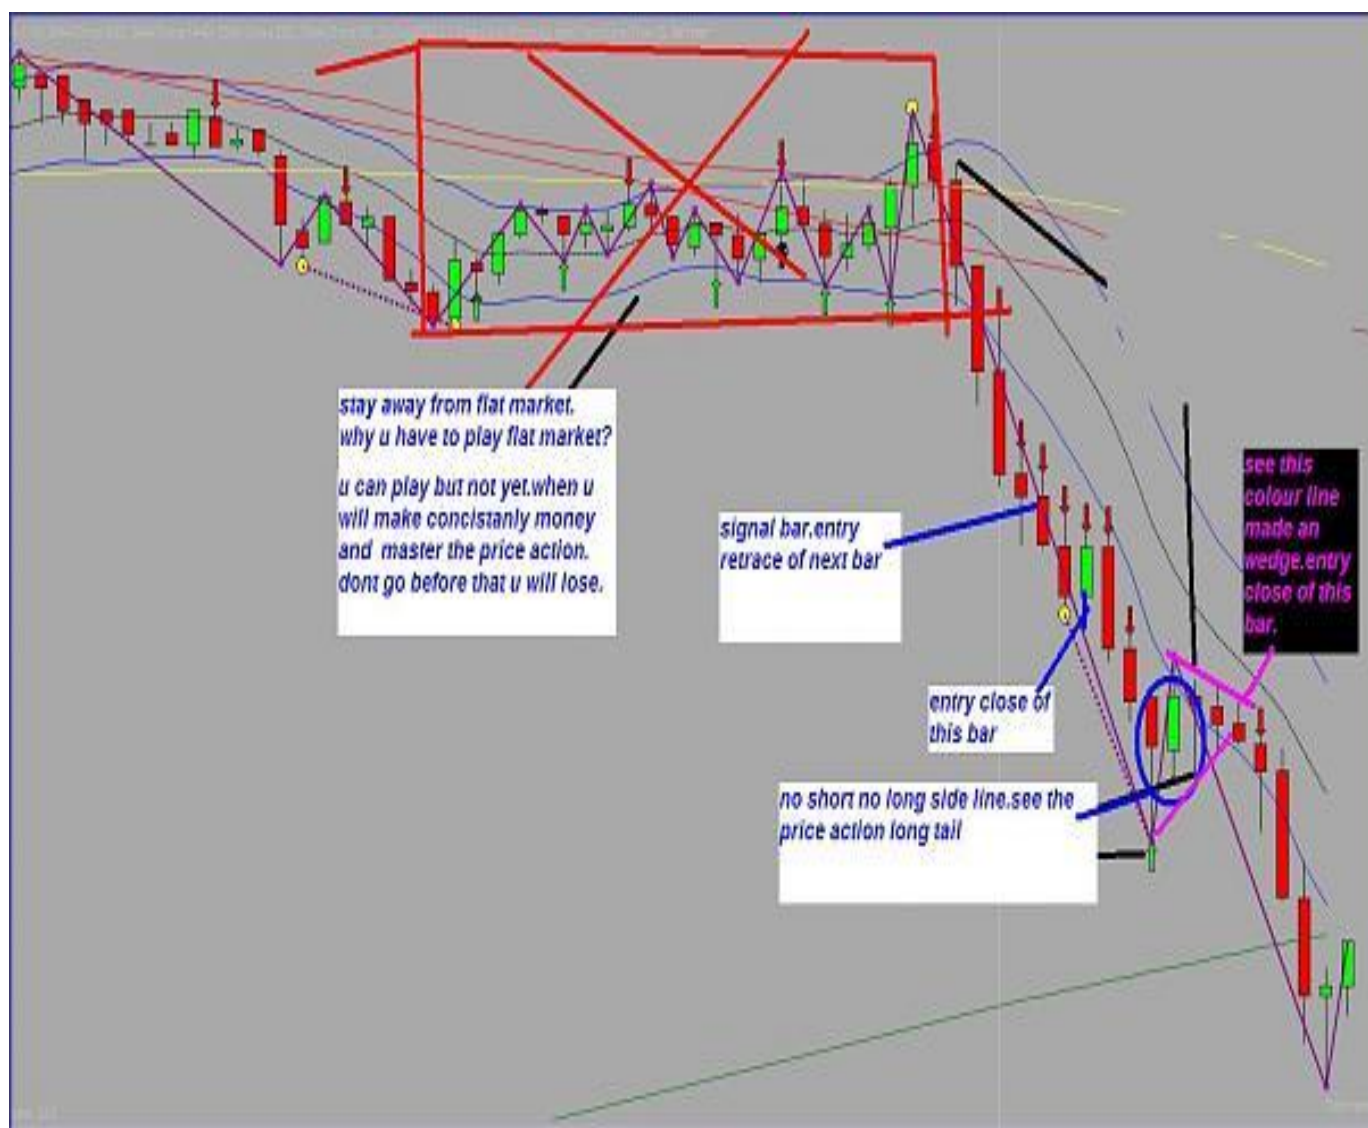 stay away from flat market.
why u have to play flat market?
u can play but not yet.when u
will make concistanly money
and master the price action.
dont go before that u will lose.
signal bar.entry
retrace of next bar
see this
colour line
made an
wedge.entry
close of this
bar.
entry close of
this bar
no short no long side line.see the
price action long tail